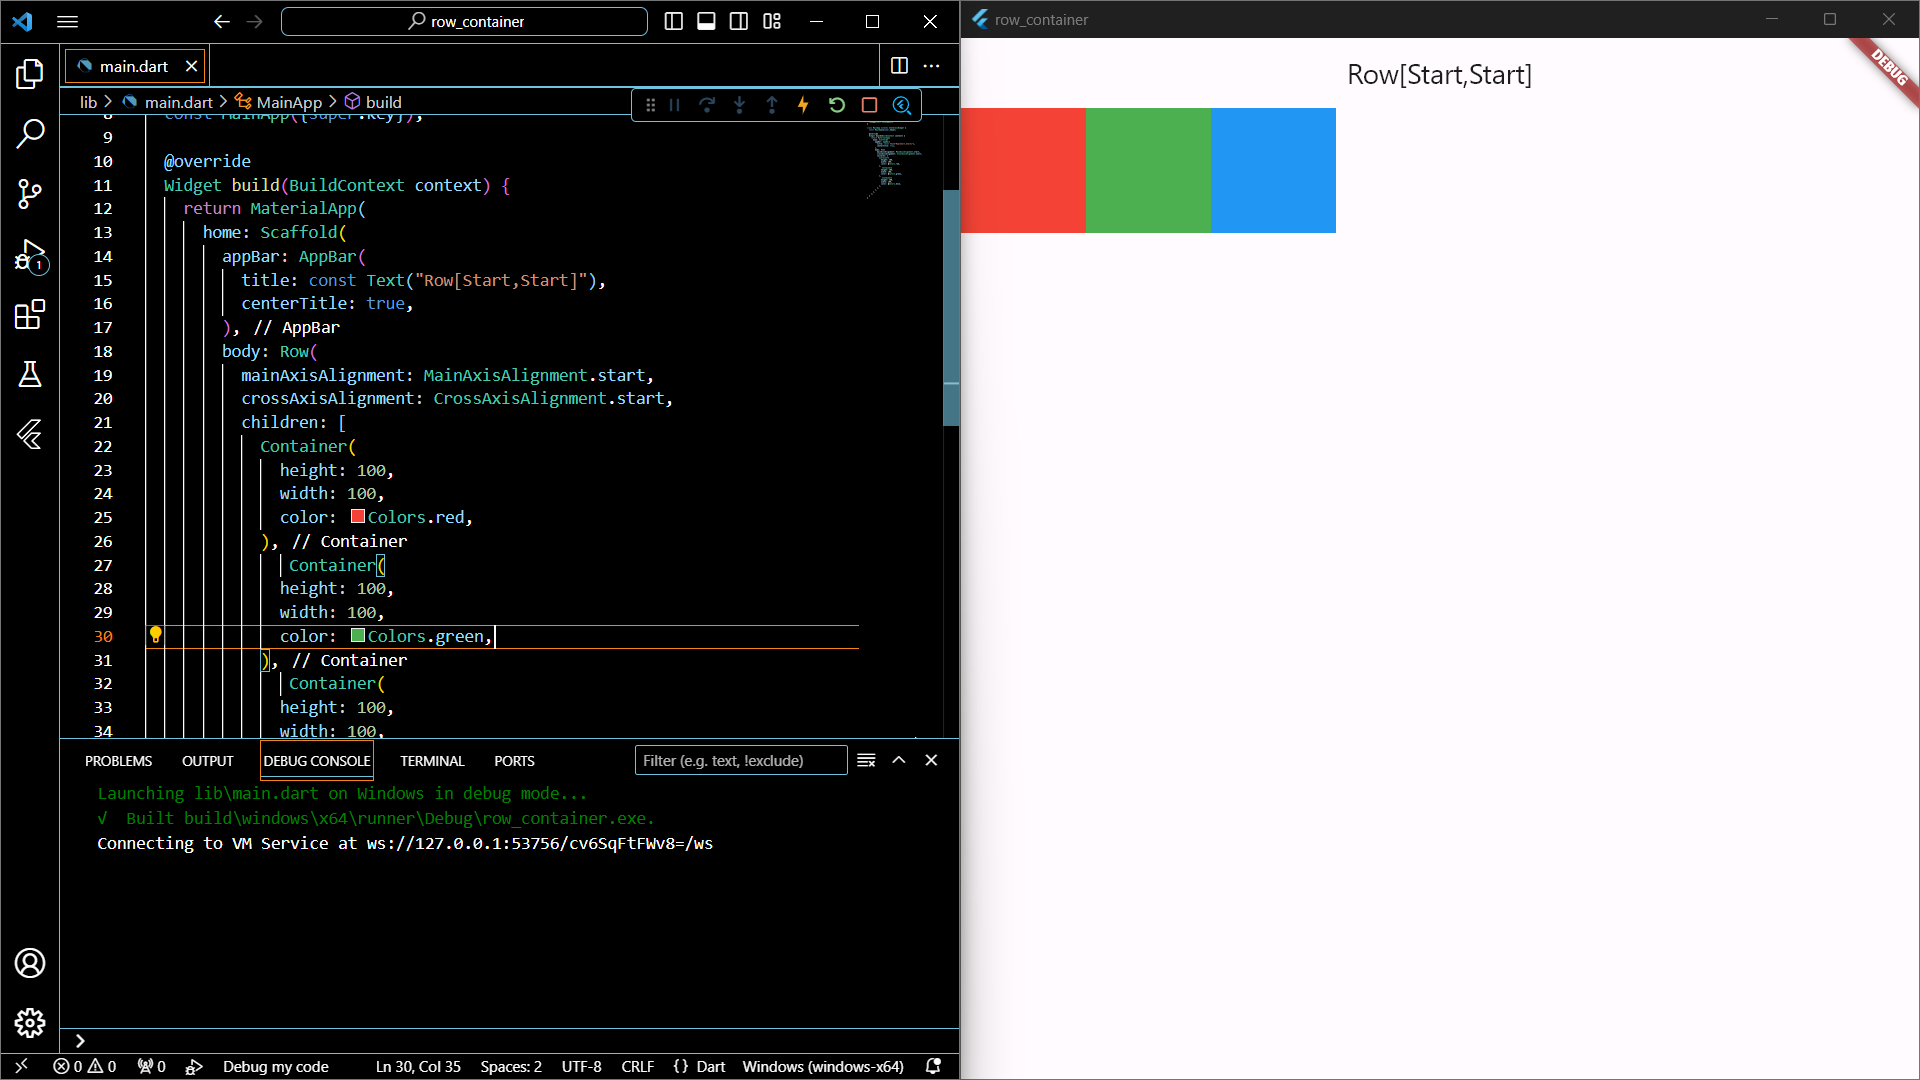 row_container
main.dart
lib > main.dart > MainApp > build
8 const MainApp({super.key});
9
10 @override
11 Widget build(BuildContext context) {
12 return MaterialApp(
13 home: Scaffold(
14 appBar: AppBar(
15 title: const Text("Row[Start,Start]"),
16 centerTitle: true,
17 ), // AppBar
18 body: Row(
19 mainAxisAlignment: MainAxisAlignment.start,
20 crossAxisAlignment: CrossAxisAlignment.start,
21 children: [
22 Container(
23 height: 100,
24 width: 100,
25 color: Colors.red,
26 ), // Container
27 Container(
28 height: 100,
29 width: 100,
30 color: Colors.green,
31 ), // Container
32 Container(
33 height: 100,
34 width: 100,
1
PROBLEMS OUTPUT DEBUG CONSOLE TERMINAL PORTS Filter (e.g. text, !exclude)
Launching lib\main.dart on Windows in debug mode...
√ Built build\windows\x64\runner\Debug\row_container.exe.
Connecting to VM Service at ws://127.0.0.1:53756/cv6SqFtFWv8=/ws
0 0 0 Debug my code Ln 30, Col 35 Spaces: 2 UTF-8 CRLF {} Dart Windows (windows-x64)
row_container
Row[Start,Start]
DEBUG